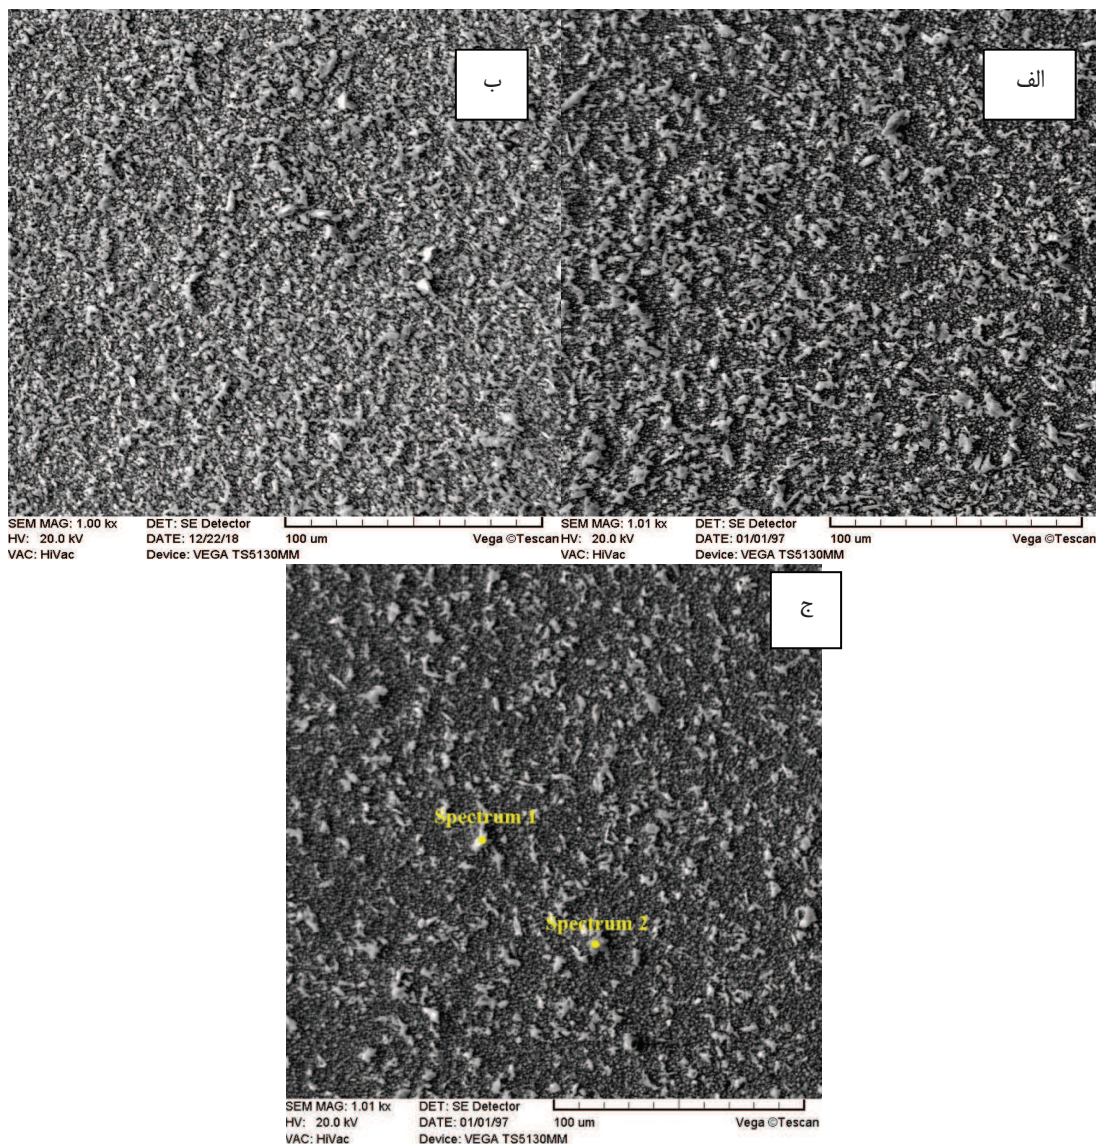 ب
الف
SEM MAG: 1.00 kx DET: SE Detector
HV: 20.0 kV DATE: 12/22/18 100 um Vega ©Tescan
VAC: HiVac Device: VEGA TS5130MM
SEM MAG: 1.01 kx DET: SE Detector
HV: 20.0 kV DATE: 01/01/97 100 um Vega ©Tescan
VAC: HiVac Device: VEGA TS5130MM
ج
Spectrum 1
Spectrum 2
SEM MAG: 1.01 kx DET: SE Detector
HV: 20.0 kV DATE: 01/01/97 100 um Vega ©Tescan
VAC: HiVac Device: VEGA TS5130MM